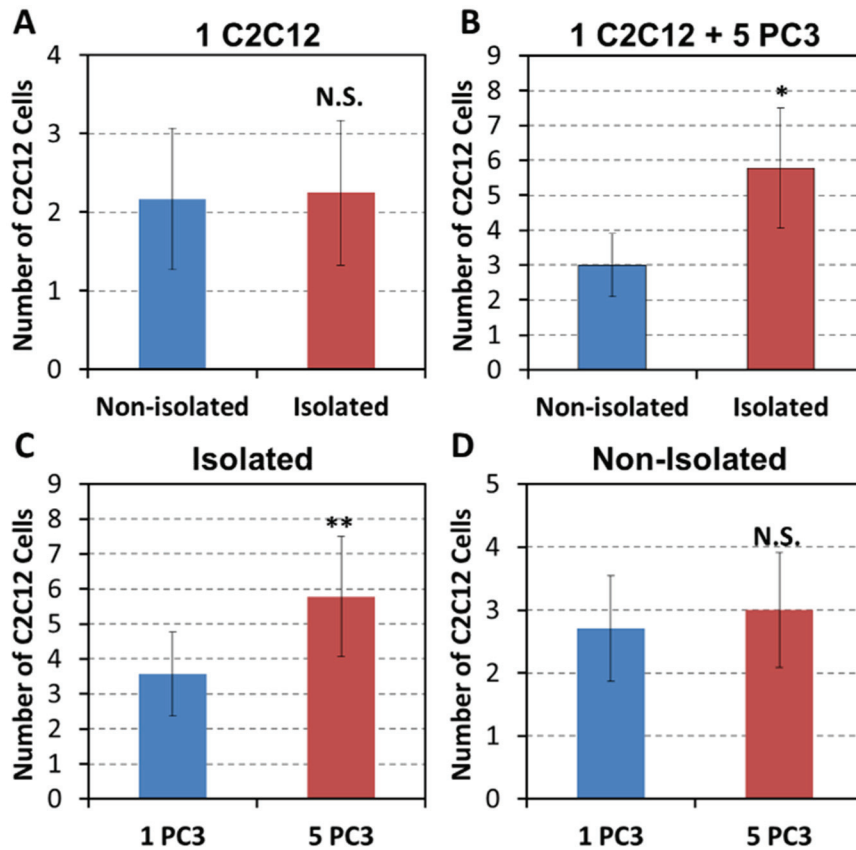 A
1 C2C12
Number of C2C12 Cells
4
3
2
1
0
N.S.
Non-isolated Isolated
B
1 C2C12 + 5 PC3
Number of C2C12 Cells
9
8
7
6
5
4
3
2
1
0
*
Non-isolated Isolated
C
Isolated
Number of C2C12 Cells
9
8
7
6
5
4
3
2
1
0
**
1 PC3 5 PC3
D
Non-Isolated
Number of C2C12 Cells
5
4
3
2
1
0
N.S.
1 PC3 5 PC3